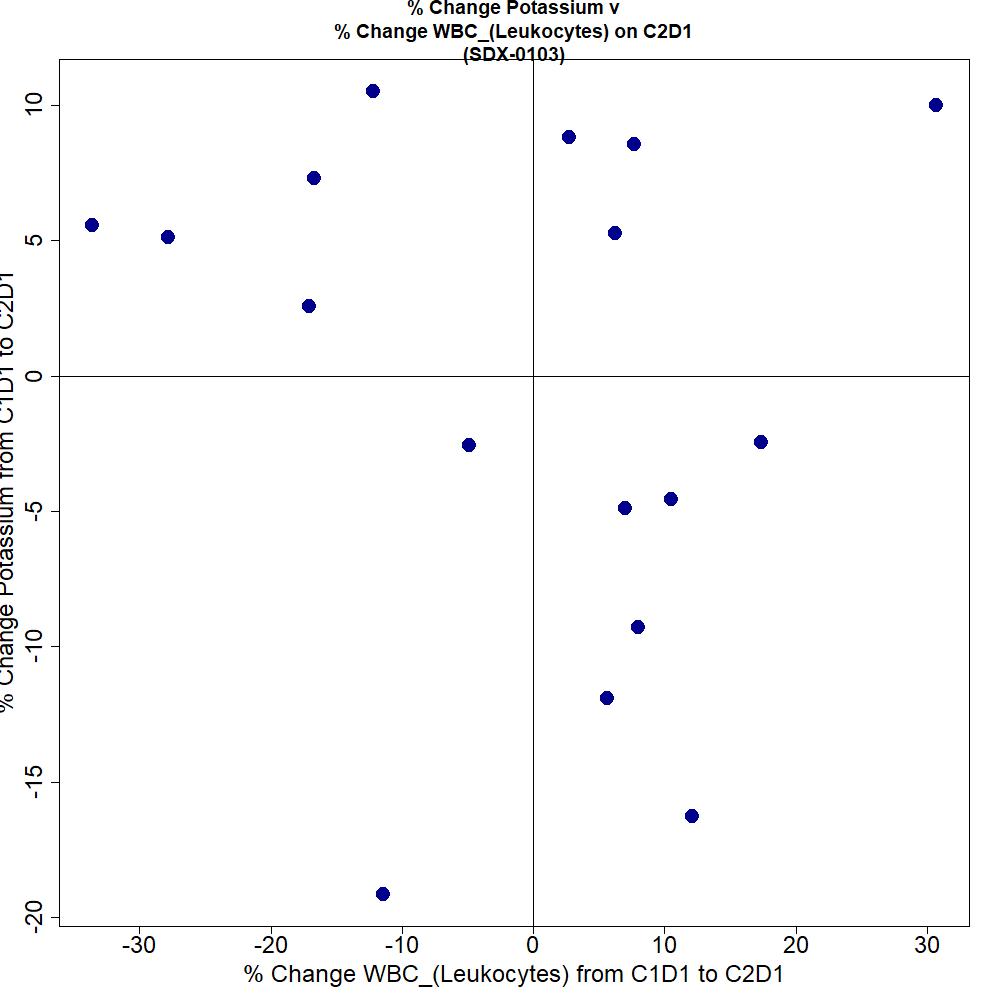 % Change Potassium v
% Change WBC_(Leukocytes) on C2D1
(SDX-0103)
% Change Potassium from C1D1 to C2D1
10
5
0
-5
-10
-15
-20
-30
-20
-10
0
10
20
30
% Change WBC_(Leukocytes) from C1D1 to C2D1